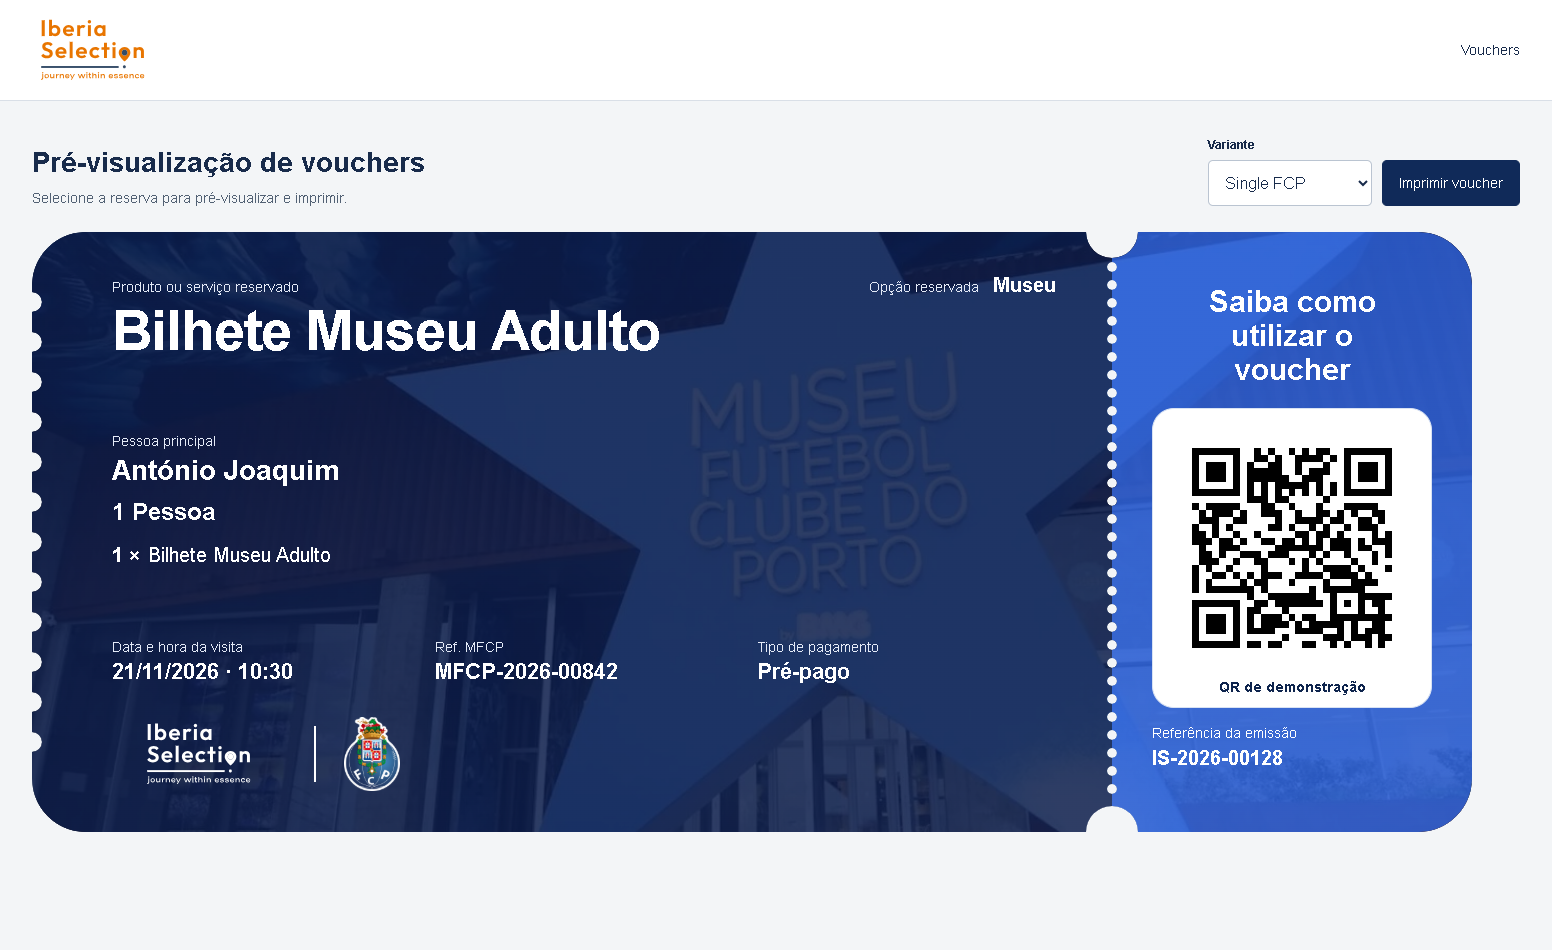 Iberia
Selection
journey within essence
Vouchers
Pré-visualização de vouchers
Selecione a reserva para pré-visualizar e imprimir.
Variante
Single FCP
Imprimir voucher
Produto ou serviço reservado
Bilhete Museu Adulto
Opção reservada Museu
MUSEU
FUTEBOL
CLUBE DO
PORTO
Pessoa principal
António Joaquim
1 Pessoa
1 × Bilhete Museu Adulto
Data e hora da visita
21/11/2026 · 10:30
Ref. MFCP
MFCP-2026-00842
Tipo de pagamento
Pré-pago
Iberia
Selection
journey within essence
FCP
Saiba como
utilizar o
voucher
QR de demonstração
Referência da emissão
IS-2026-00128